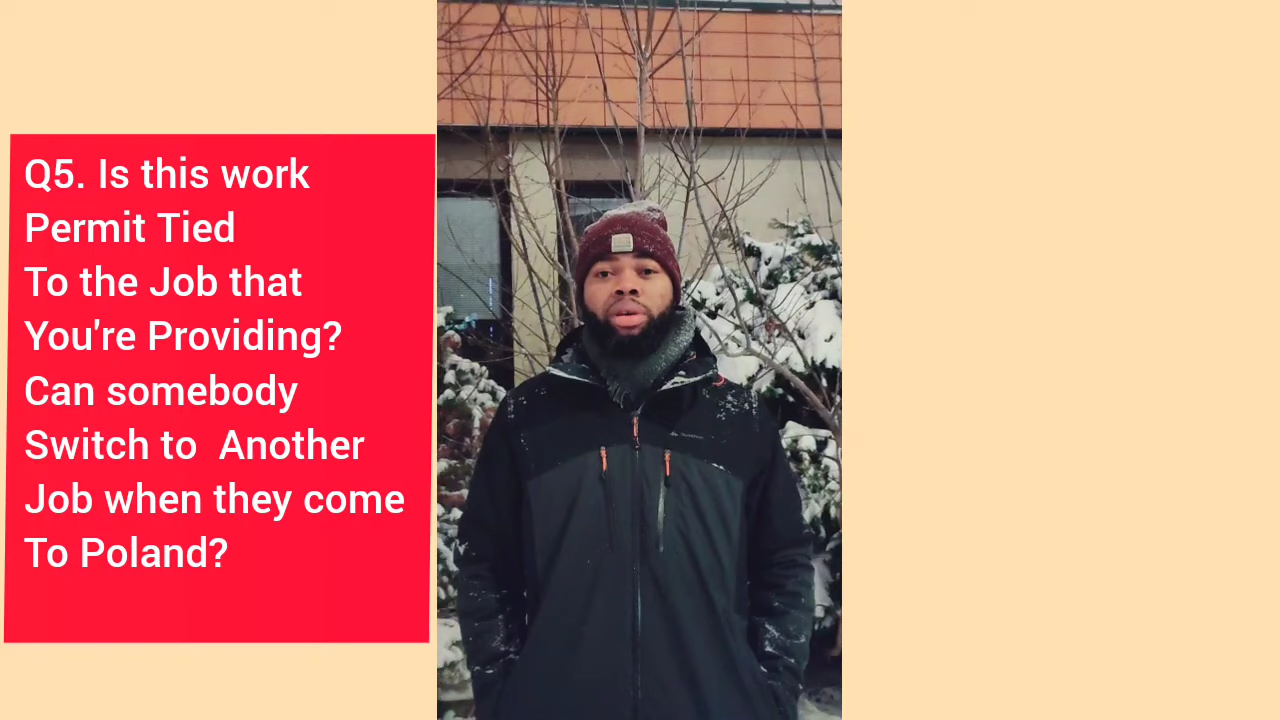 Q5. Is this work
Permit Tied
To the Job that
You're Providing?
Can somebody
Switch to  Another
Job when they come
To Poland?